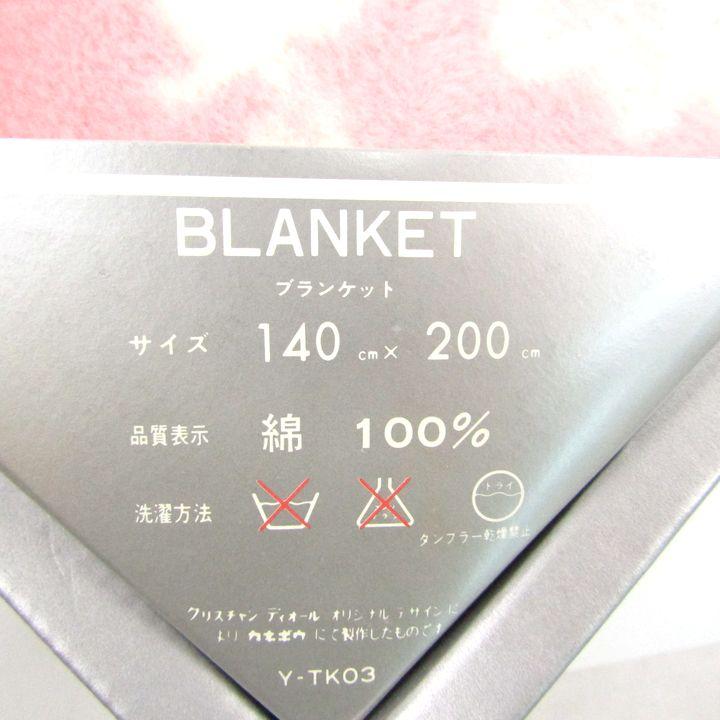 BLANKET
ブランケット
サイズ 140 cm × 200 cm
品質表示 綿 100%
洗濯方法
ドライ
タンブラー乾燥禁止
クリスチャン ディオール オリジナルデザインに
より カネボウ にて製作したものです
Y-TK03